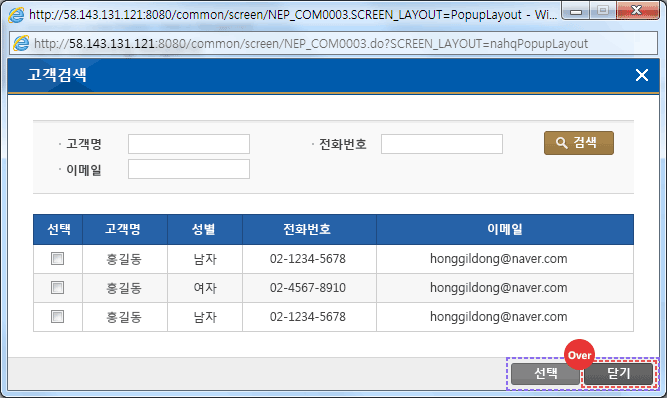 http://58.143.131.121:8080/common/screen/NEP_COM0003.SCREEN_LAYOUT=PopupLayout - Wi...
http://58.143.131.121:8080/common/screen/NEP_COM0003.do?SCREEN_LAYOUT=nahqPopupLayout
고객검색
· 고객명 · 전화번호 검색
· 이메일
선택 고객명 성별 전화번호 이메일
홍길동 남자 02-1234-5678 honggildong@naver.com
홍길동 여자 02-4567-8910 honggildong@naver.com
홍길동 남자 02-1234-5678 honggildong@naver.com
Over
선택 닫기